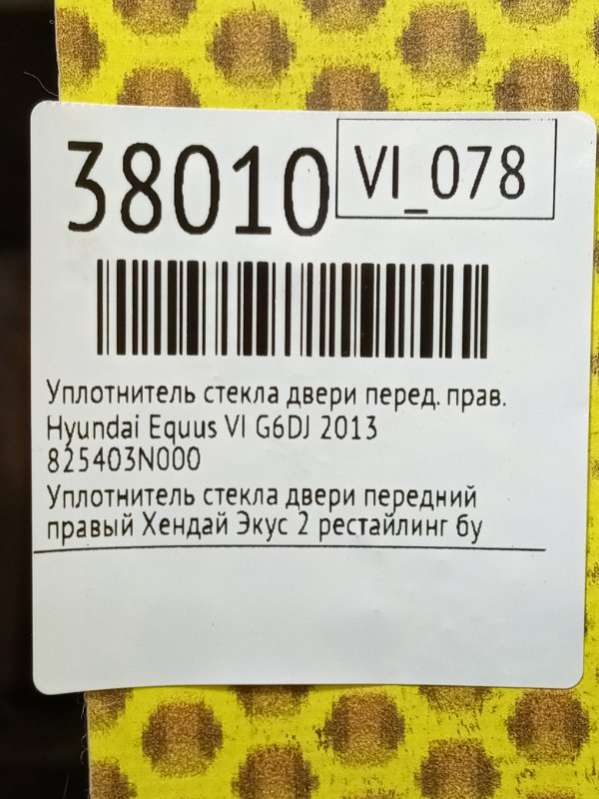 38010
VI_078
Уплотнитель стекла двери перед. прав.
Hyundai Equus VI G6DJ 2013
825403N000
Уплотнитель стекла двери передний
правый Хендай Экус 2 рестайлинг бу